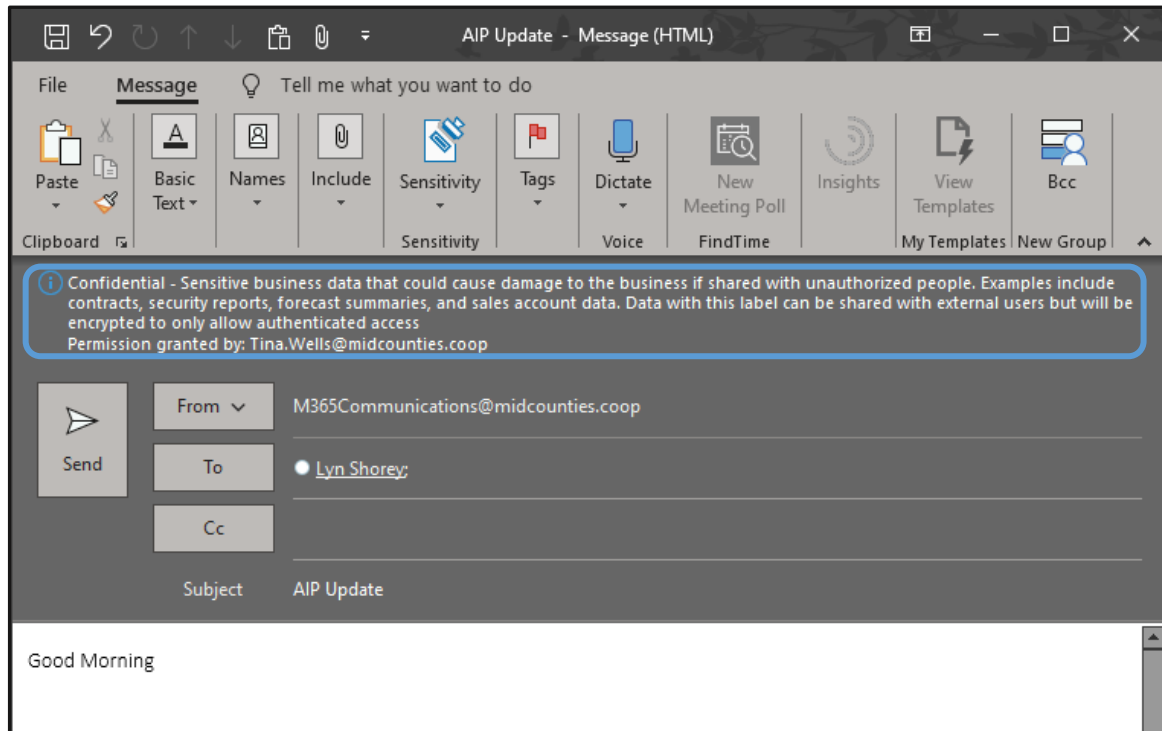 AIP Update - Message (HTML)
File Message Tell me what you want to do
Paste
Basic Text
Names
Include
Sensitivity
Tags
Dictate
New Meeting Poll
Insights
View Templates
Bcc
Clipboard Sensitivity Voice FindTime My Templates New Group
Confidential - Sensitive business data that could cause damage to the business if shared with unauthorized people. Examples include
contracts, security reports, forecast summaries, and sales account data. Data with this label can be shared with external users but will be
encrypted to only allow authenticated access
Permission granted by: Tina.Wells@midcounties.coop
From M365Communications@midcounties.coop
Send
To Lyn Shorey;
Cc
Subject AIP Update
Good Morning